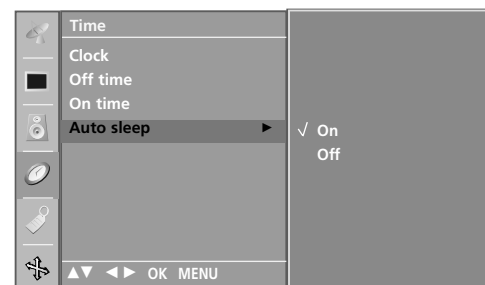 Time
Clock
Off time
On time
Auto sleep ►
√ On
Off
▲▼ ◄► OK MENU